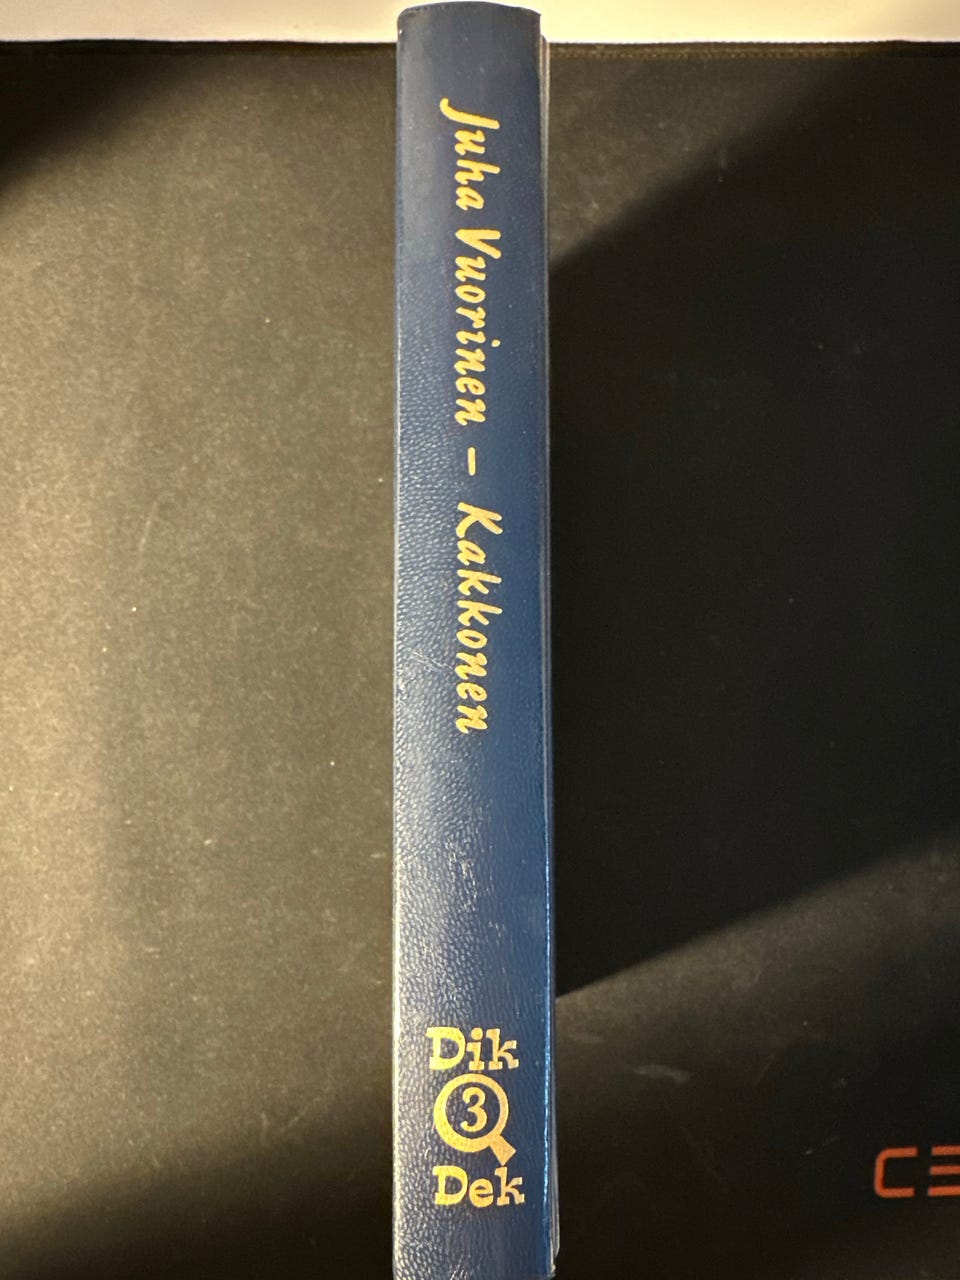 Juha Vuorinen – Kakkonen
Dik
3
Dek